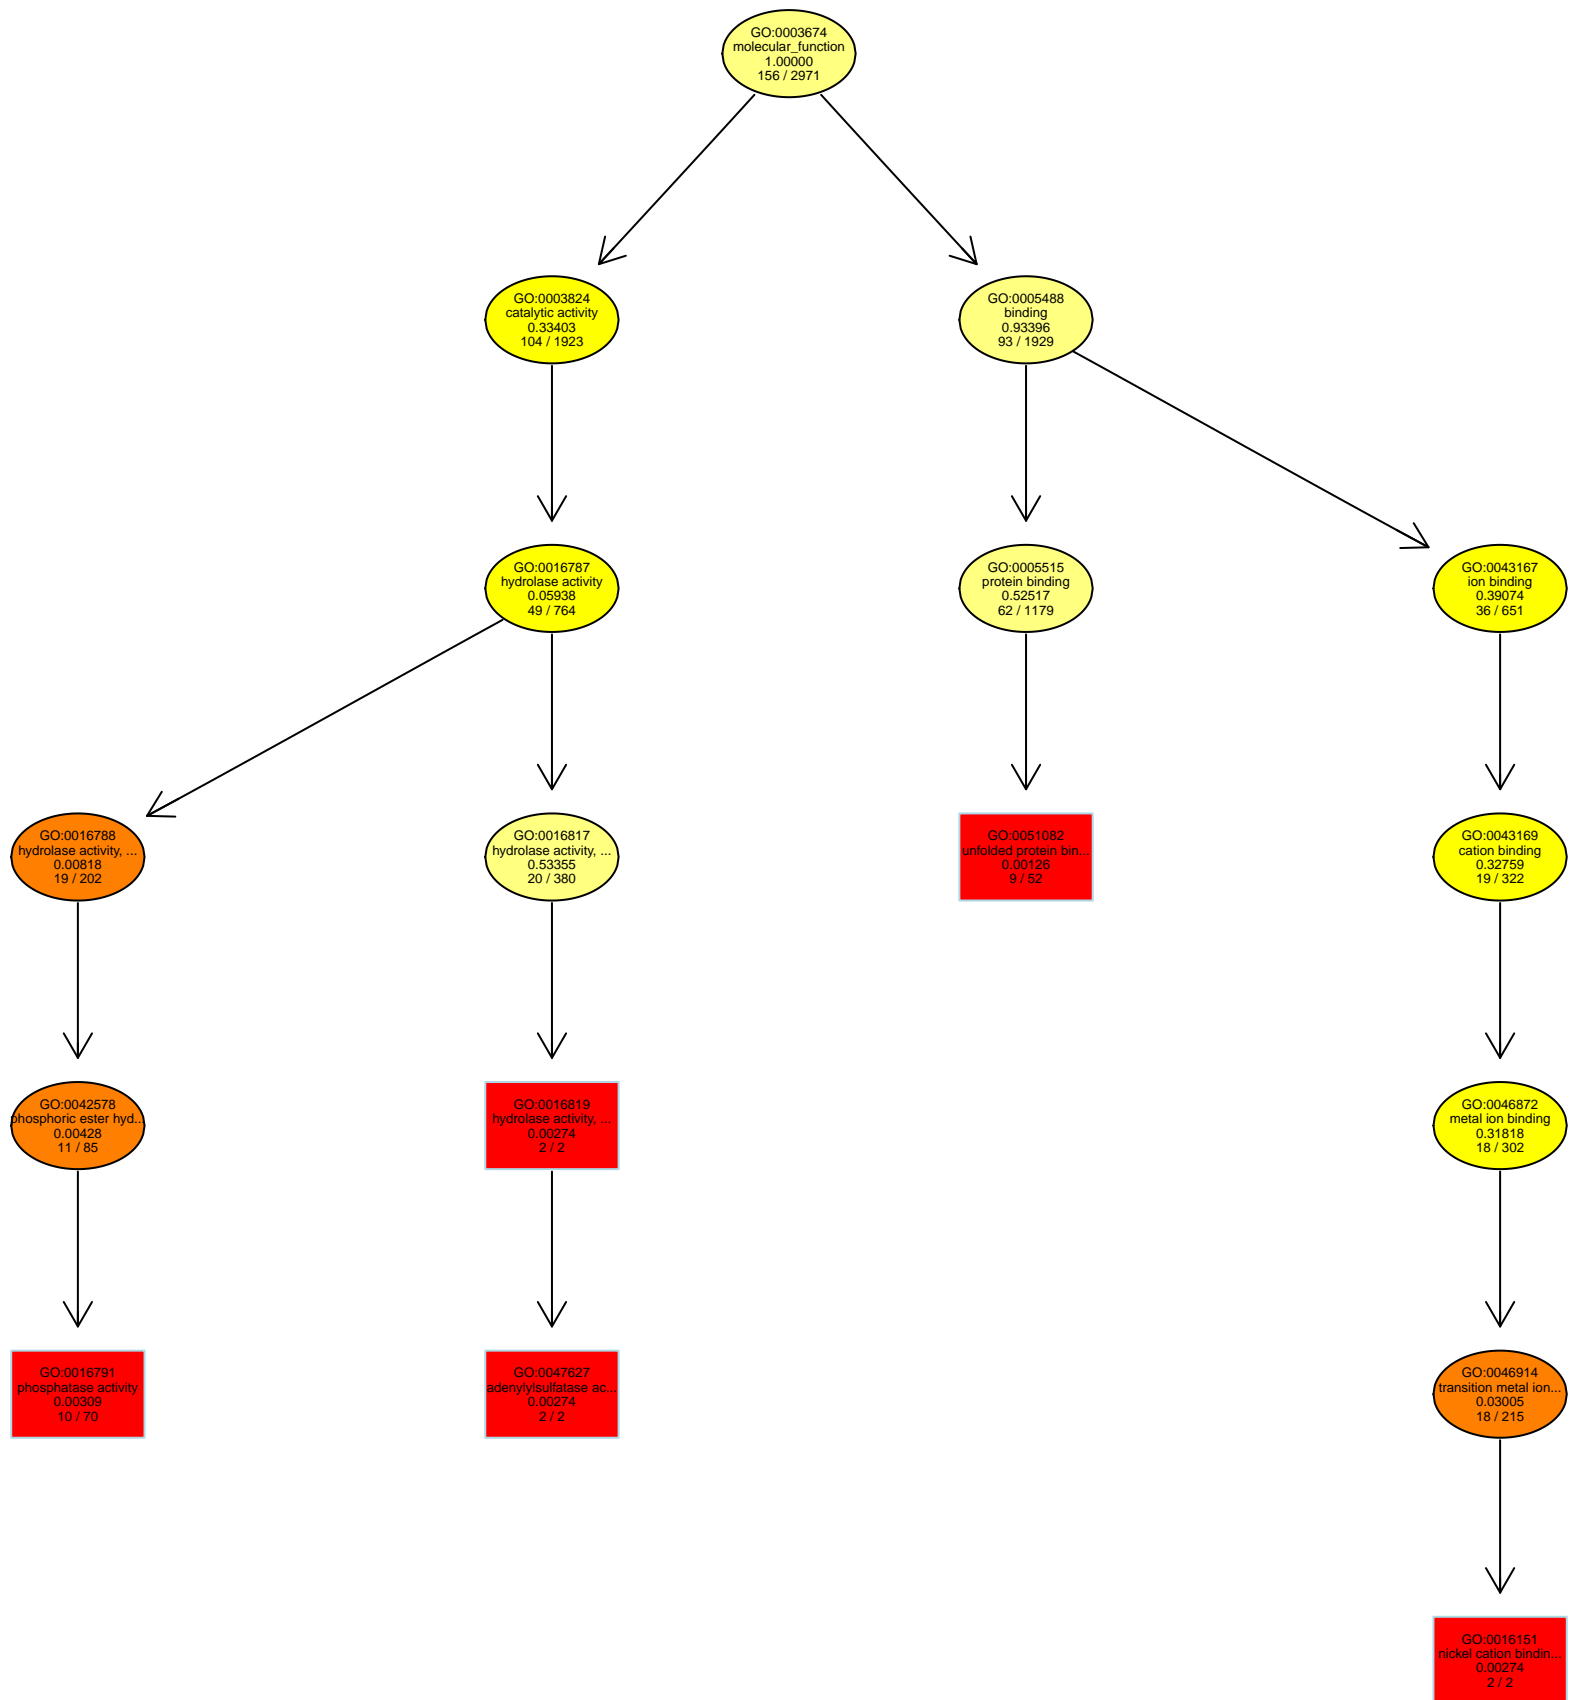 GO:0003674
molecular_function
1.00000
156 / 2971
GO:0003824
catalytic activity
0.33403
104 / 1923
GO:0005488
binding
0.93396
93 / 1929
GO:0016787
hydrolase activity
0.05938
49 / 764
GO:0005515
protein binding
0.52517
62 / 1179
GO:0043167
ion binding
0.39074
36 / 651
GO:0016788
hydrolase activity, ...
0.00818
19 / 202
GO:0016817
hydrolase activity, ...
0.53355
20 / 380
GO:0051082
unfolded protein bin...
0.00126
9 / 52
GO:0043169
cation binding
0.32759
19 / 322
GO:0042578
phosphoric ester hyd...
0.00428
11 / 85
GO:0016819
hydrolase activity, ...
0.00274
2 / 2
GO:0046872
metal ion binding
0.31818
18 / 302
GO:0016791
phosphatase activity
0.00309
10 / 70
GO:0047627
adenylylsulfatase ac...
0.00274
2 / 2
GO:0046914
transition metal ion...
0.03005
18 / 215
GO:0016151
nickel cation bindin...
0.00274
2 / 2